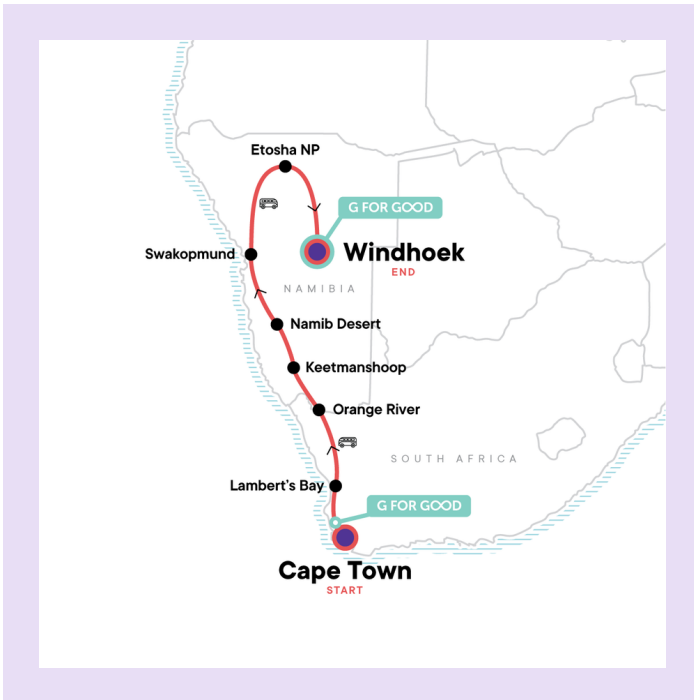 Etosha NP
G FOR GOOD
Swakopmund
Windhoek
END
NAMIBIA
Namib Desert
Keetmanshoop
Orange River
SOUTH AFRICA
Lambert's Bay
G FOR GOOD
Cape Town
START